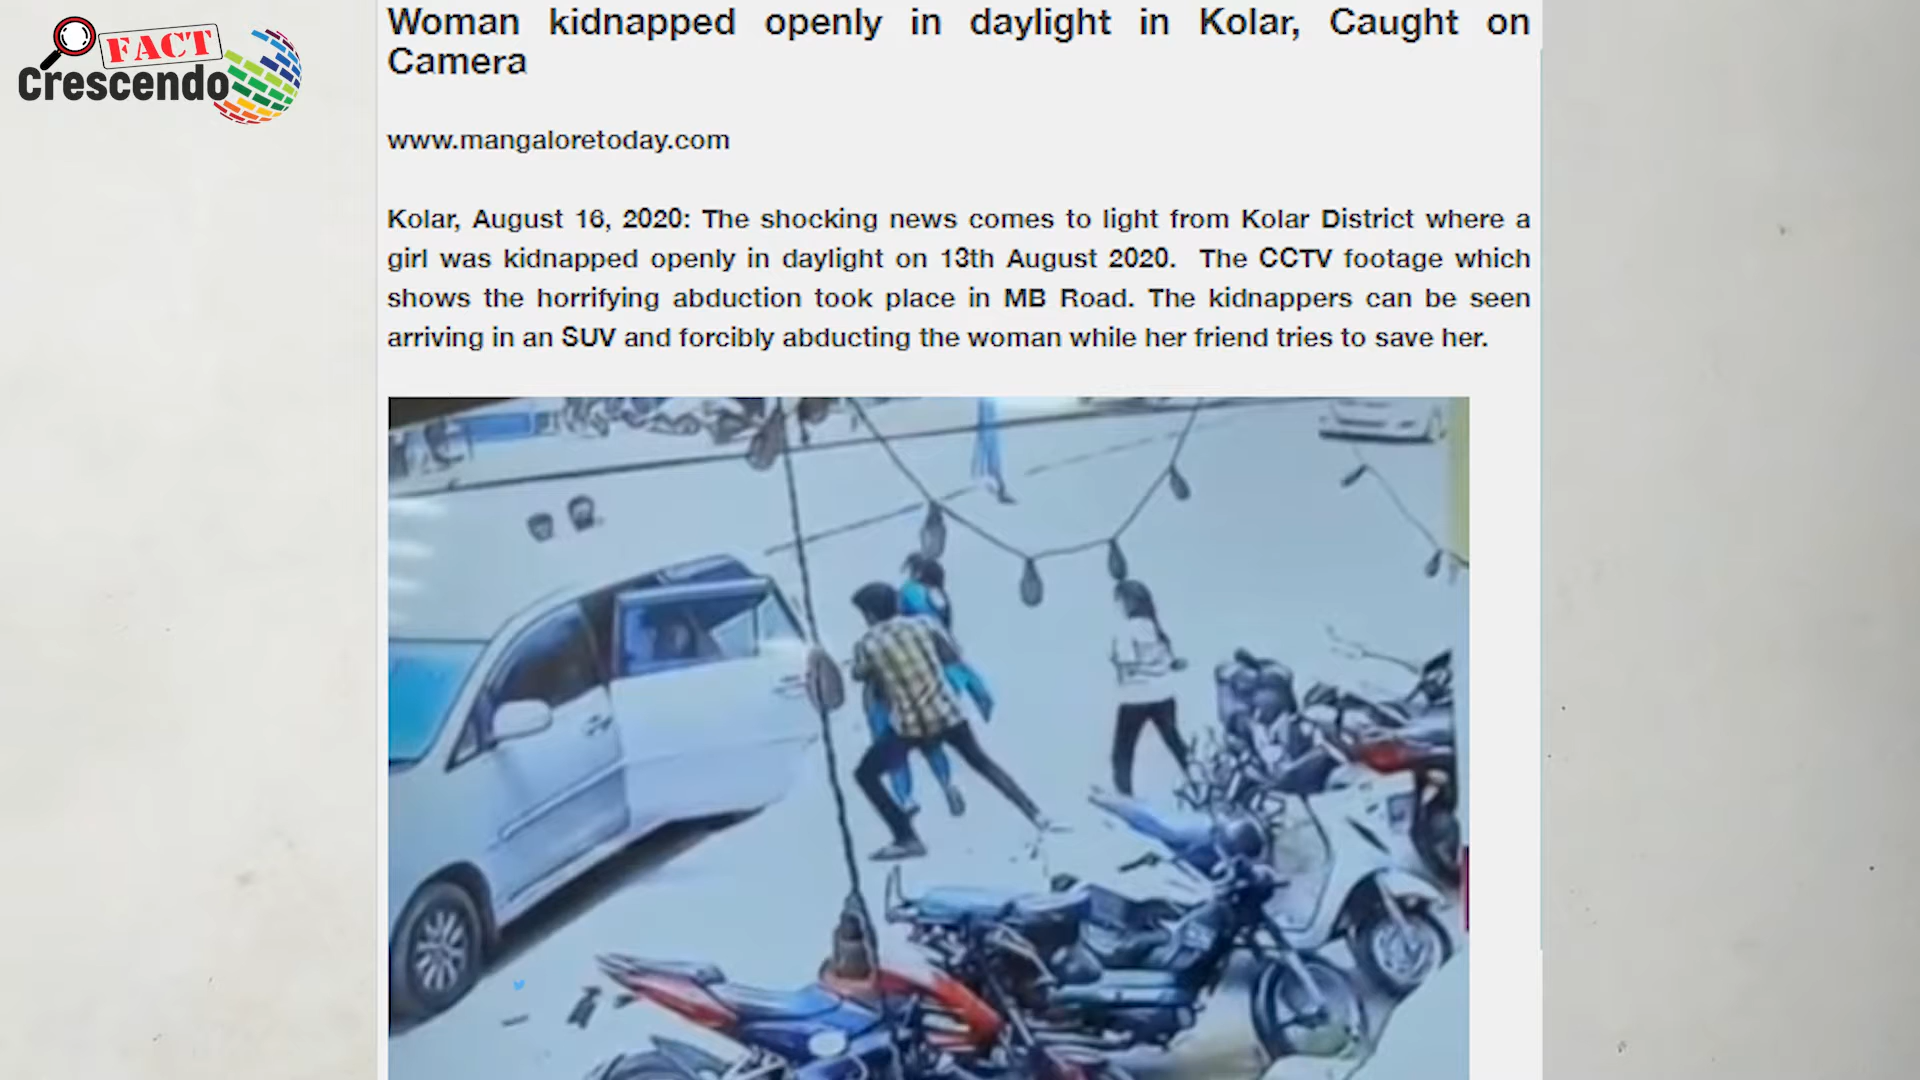 FACT
Crescendo
Woman kidnapped openly in daylight in Kolar, Caught on
Camera
www.mangaloretoday.com
Kolar, August 16, 2020: The shocking news comes to light from Kolar District where a
girl was kidnapped openly in daylight on 13th August 2020. The CCTV footage which
shows the horrifying abduction took place in MB Road. The kidnappers can be seen
arriving in an SUV and forcibly abducting the woman while her friend tries to save her.